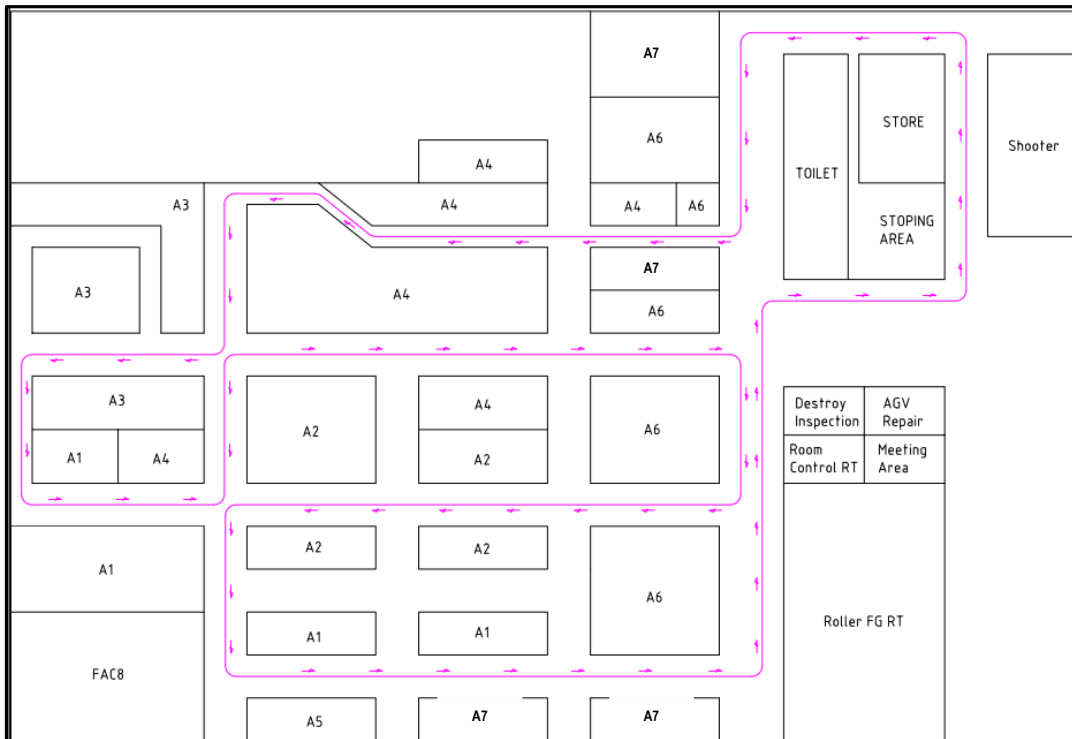 A7
A6
STORE
Shooter
A4
TOILET
A3
A4
A4
A6
STOPING
AREA
A7
A3
A4
A6
A3
A4
Destroy
Inspection
AGV
Repair
A2
A6
Room
Control RT
Meeting
Area
A1
A4
A2
A2
A2
A1
A6
A1
A1
Roller FG RT
FAC8
A5
A7
A7